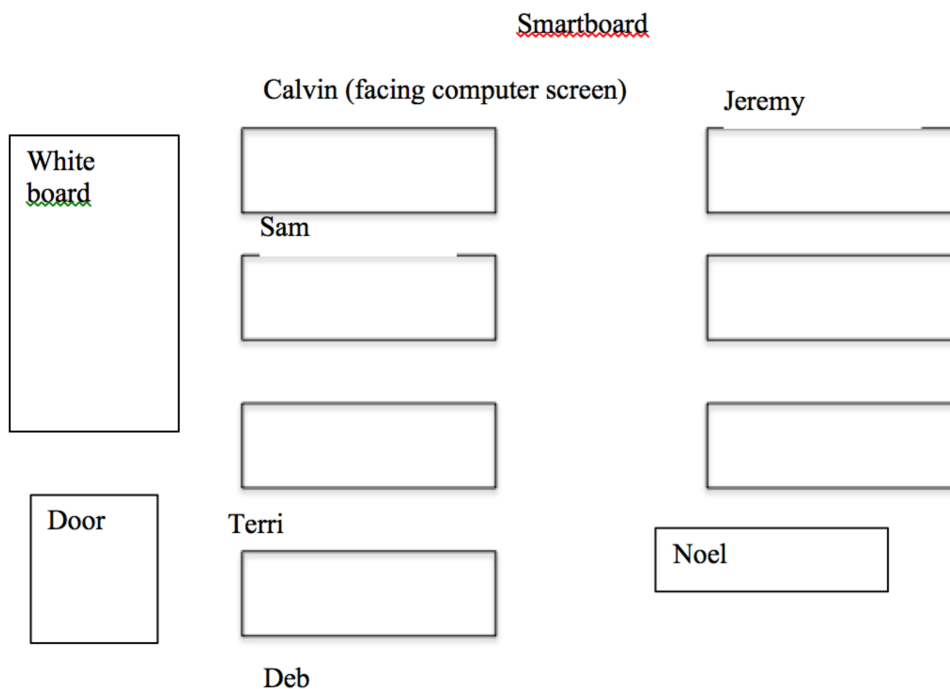 Smartboard
Calvin (facing computer screen)
Jeremy
White
board
Sam
Door
Terri
Noel
Deb